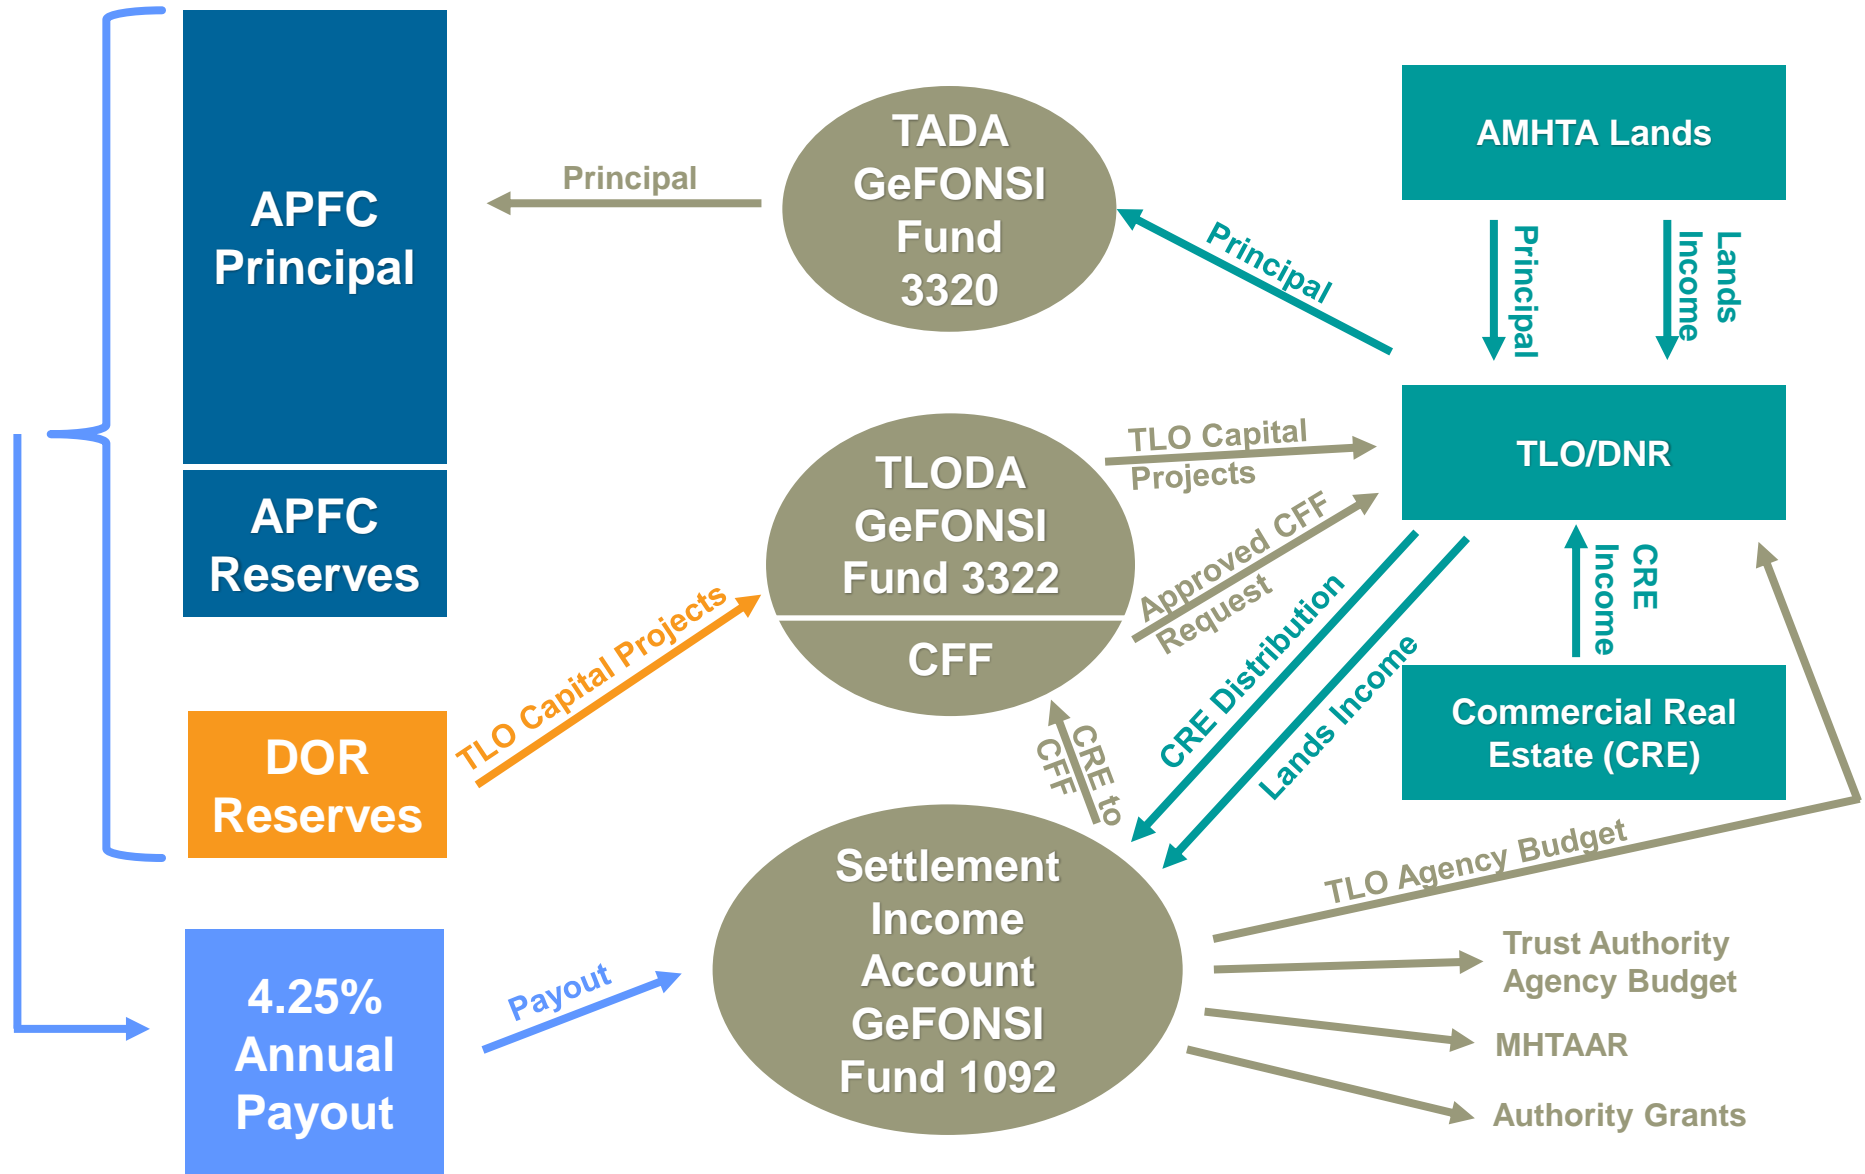 APFC
Principal
APFC
Reserves
DOR
Reserves
4.25%
Annual
Payout
Principal
TADA
GeFONSI
Fund
3320
Principal
AMHTA Lands
Principal
Lands
Income
TLO/DNR
TLO Capital
Projects
TLODA
GeFONSI
Fund 3322
CFF
Approved CFF
Request
TLO Capital Projects
CRE Distribution
Lands Income
CRE
Income
Commercial Real
Estate (CRE)
CRE to
CFF
Settlement
Income
Account
GeFONSI
Fund 1092
Payout
TLO Agency Budget
Trust Authority
Agency Budget
MHTAAR
Authority Grants